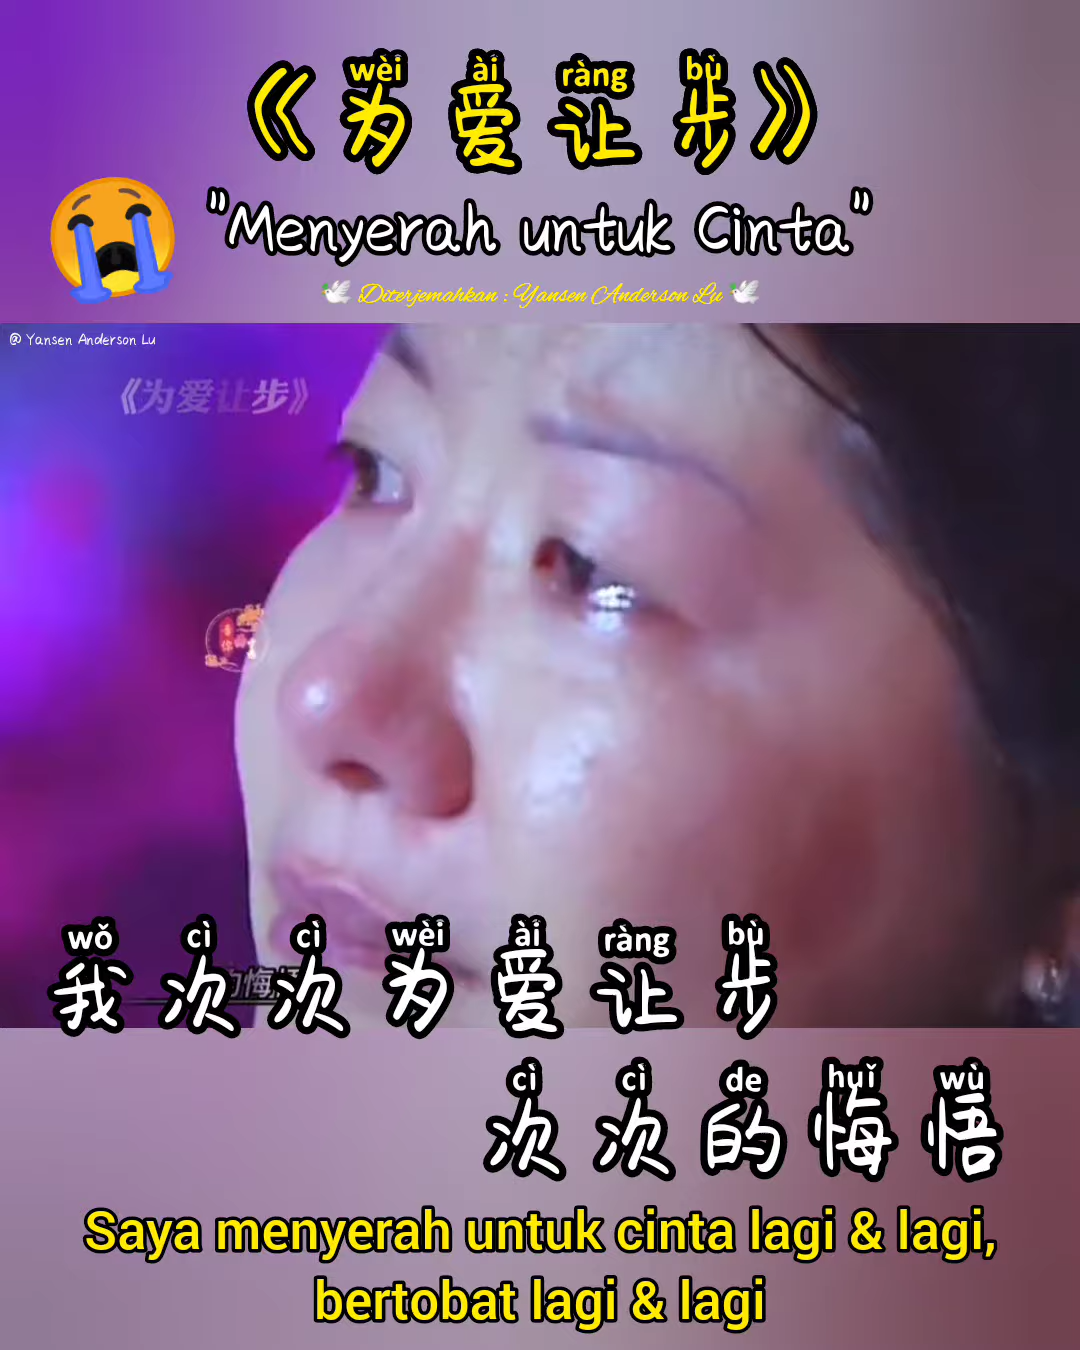 wèi ài ràng bù
《为爱让步》
"Menyerah untuk Cinta"
Diterjemahkan : Yansen Anderson Lu
@ Yansen Anderson Lu
《为爱让步》
wǒ cì cì wèi ài ràng bù
我次次为爱让步
cì cì de huǐ wù
次次的悔悟
Saya menyerah untuk cinta lagi & lagi,
bertobat lagi & lagi